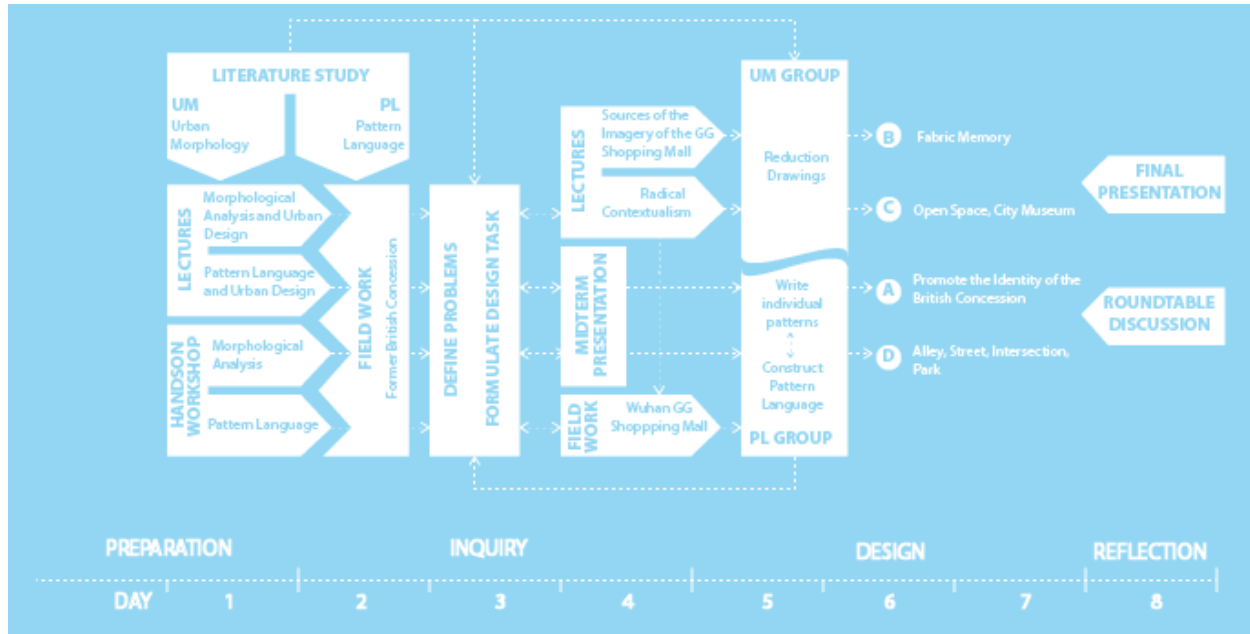 LITERATURE STUDY
UM
Urban
Morphology
PL
Pattern
Language
LECTURES
Morphological
Analysis and Urban
Design
Pattern Language
and Urban Design
HANDSON
WORKSHOP
Morphological
Analysis
Pattern Language
FIELD WORK
Former British Concession
DEFINE PROBLEMS
FORMULATE DESIGN TASK
LECTURES
Sources of the
Imagery of the GG
Shopping Mall
Radical
Contextualism
MIDTERM
PRESENTATION
FIELD
WORK
Wuhan GG
Shoppping Mall
UM GROUP
Reduction
Drawings
Write
individual
patterns
Construct
Pattern
Language
PL GROUP
B Fabric Memory
C Open Space, City Museum
A Promote the Identity of the
British Concession
D Alley, Street, Intersection,
Park
FINAL
PRESENTATION
ROUNDTABLE
DISCUSSION
PREPARATION INQUIRY DESIGN REFLECTION
DAY 1 2 3 4 5 6 7 8